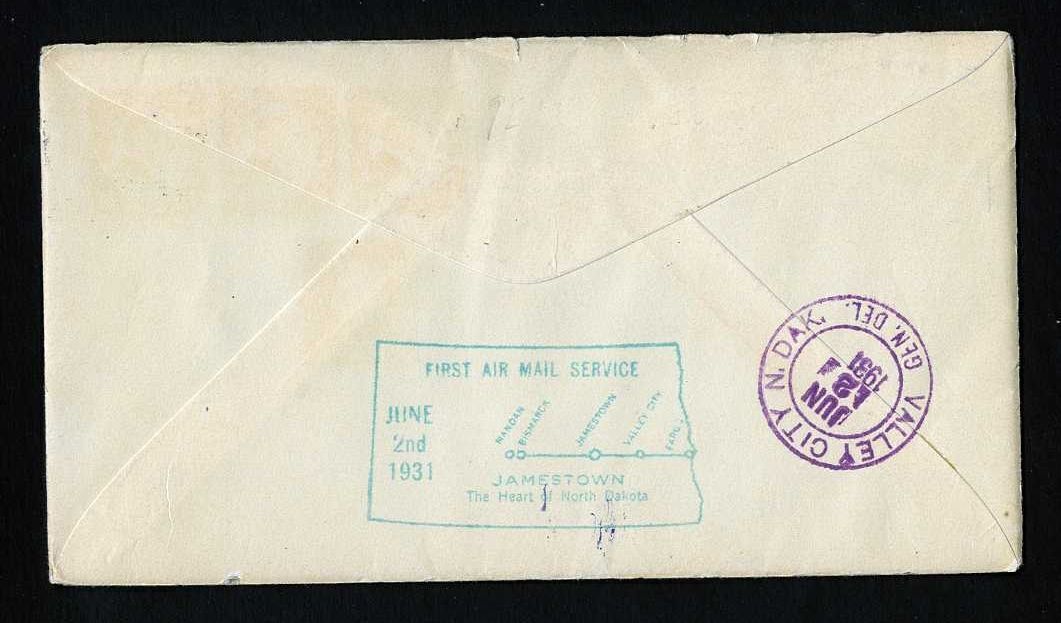 FIRST AIR MAIL SERVICE
JUNE
2nd
1931
MANDAN
BISMARCK
JAMESTOWN
VALLEY CITY
FARGO
JAMESTOWN
The Heart of North Dakota
VALLEY CITY N. DAK.
GEN. DEL.
JUN
1931